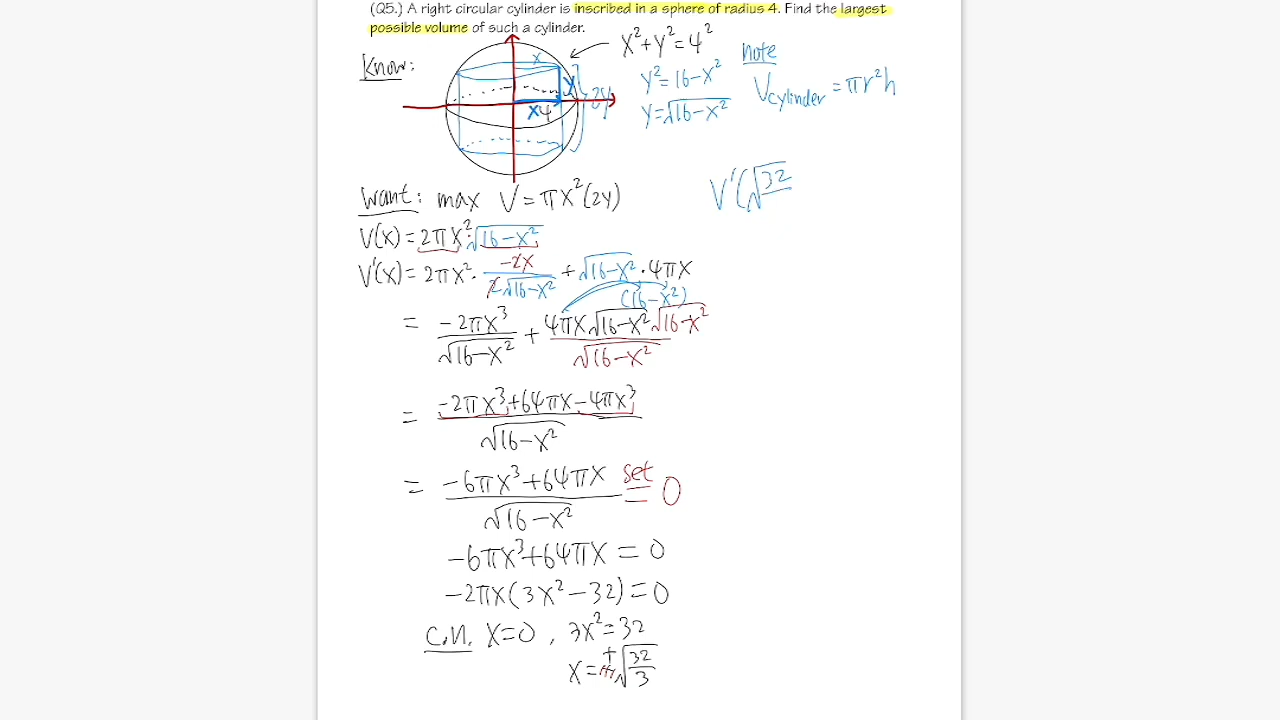 (Q5.) A right circular cylinder is inscribed in a sphere of radius 4. Find the largest
possible volume of such a cylinder.
Know:
x
y
2y
x4
x²+y²=4²
y²=16-x²
y=√16-x²
note
Vcylinder=πr²h
Want: max V=πx²(2y)
V'(√32
V(x)=2πx²·√16-x²
V'(x)=2πx²· -2x/2√16-x² +√16-x²·4πx
(16-x²)
= -2πx³/√16-x² + 4πx√16-x²√16-x²/√16-x²
= -2πx³+64πx-4πx³/√16-x²
= -6πx³+64πx/√16-x² set = 0
-6πx³+64πx=0
-2πx(3x²-32)=0
C.N. x=0, 3x²=32
x=+√32/3